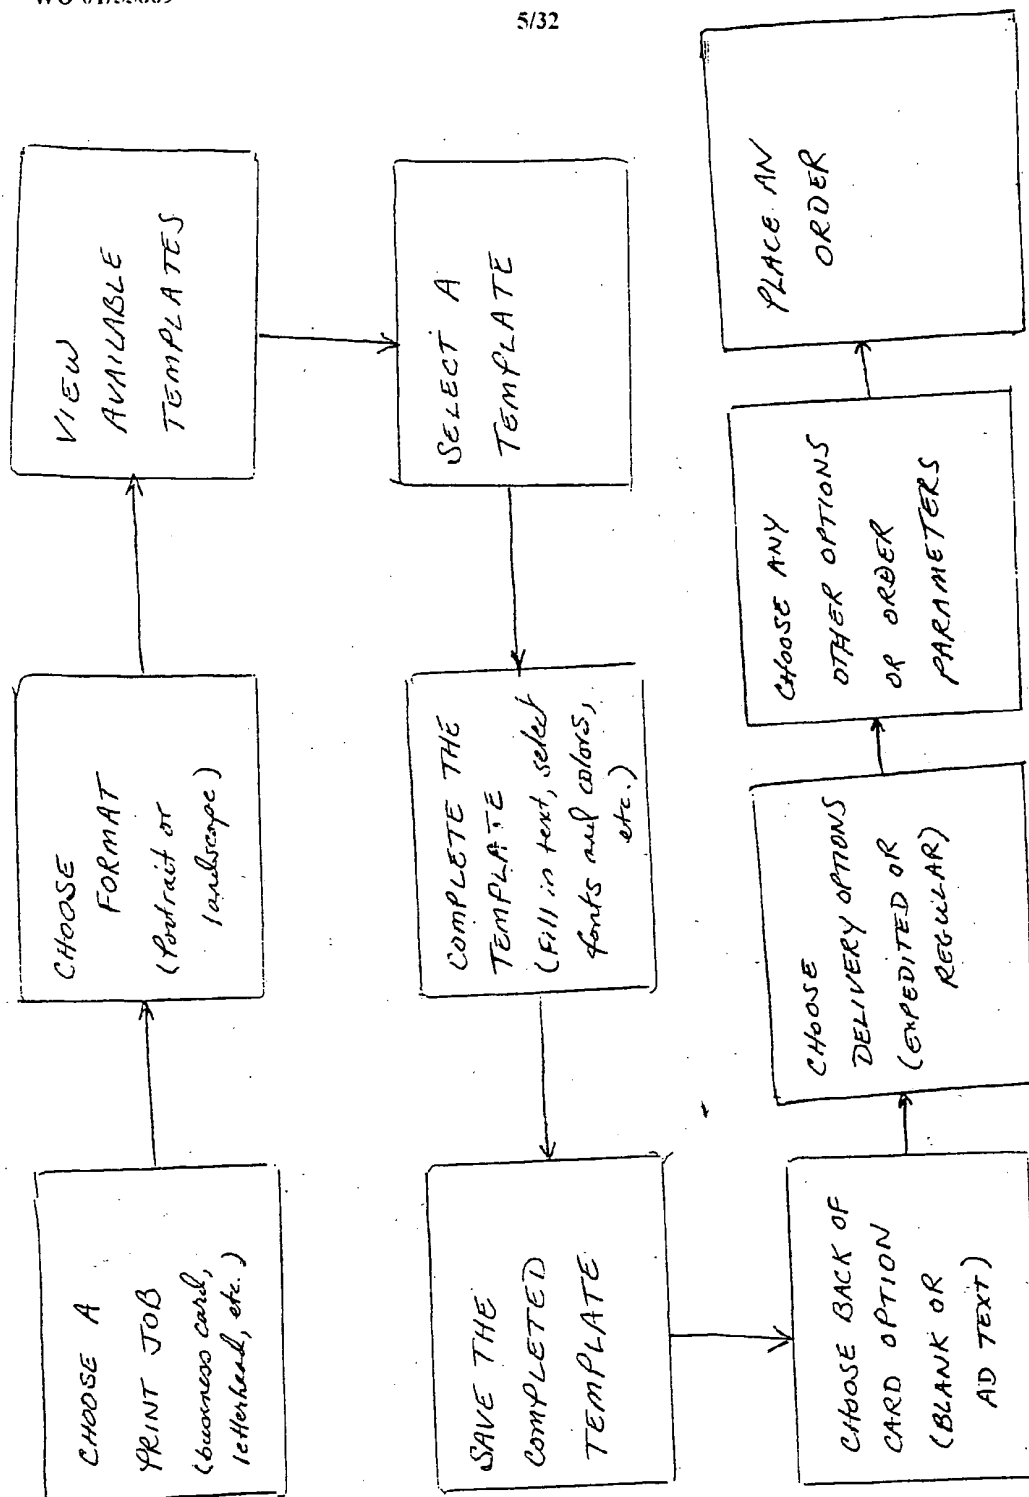 5/32
CHOOSE A
PRINT JOB
(business card,
letterhead, etc.)
CHOOSE
FORMAT
(Portrait or
landscape)
VIEW
AVAILABLE
TEMPLATES
SELECT A
TEMPLATE
COMPLETE THE
TEMPLATE
(Fill in text, select
fonts and colors,
etc.)
SAVE THE
COMPLETED
TEMPLATE
CHOOSE BACK OF
CARD OPTION
(BLANK OR
AD TEXT)
CHOOSE
DELIVERY OPTIONS
(EXPEDITED OR
REGULAR)
CHOOSE ANY
OTHER OPTIONS
OR ORDER
PARAMETERS
PLACE AN
ORDER